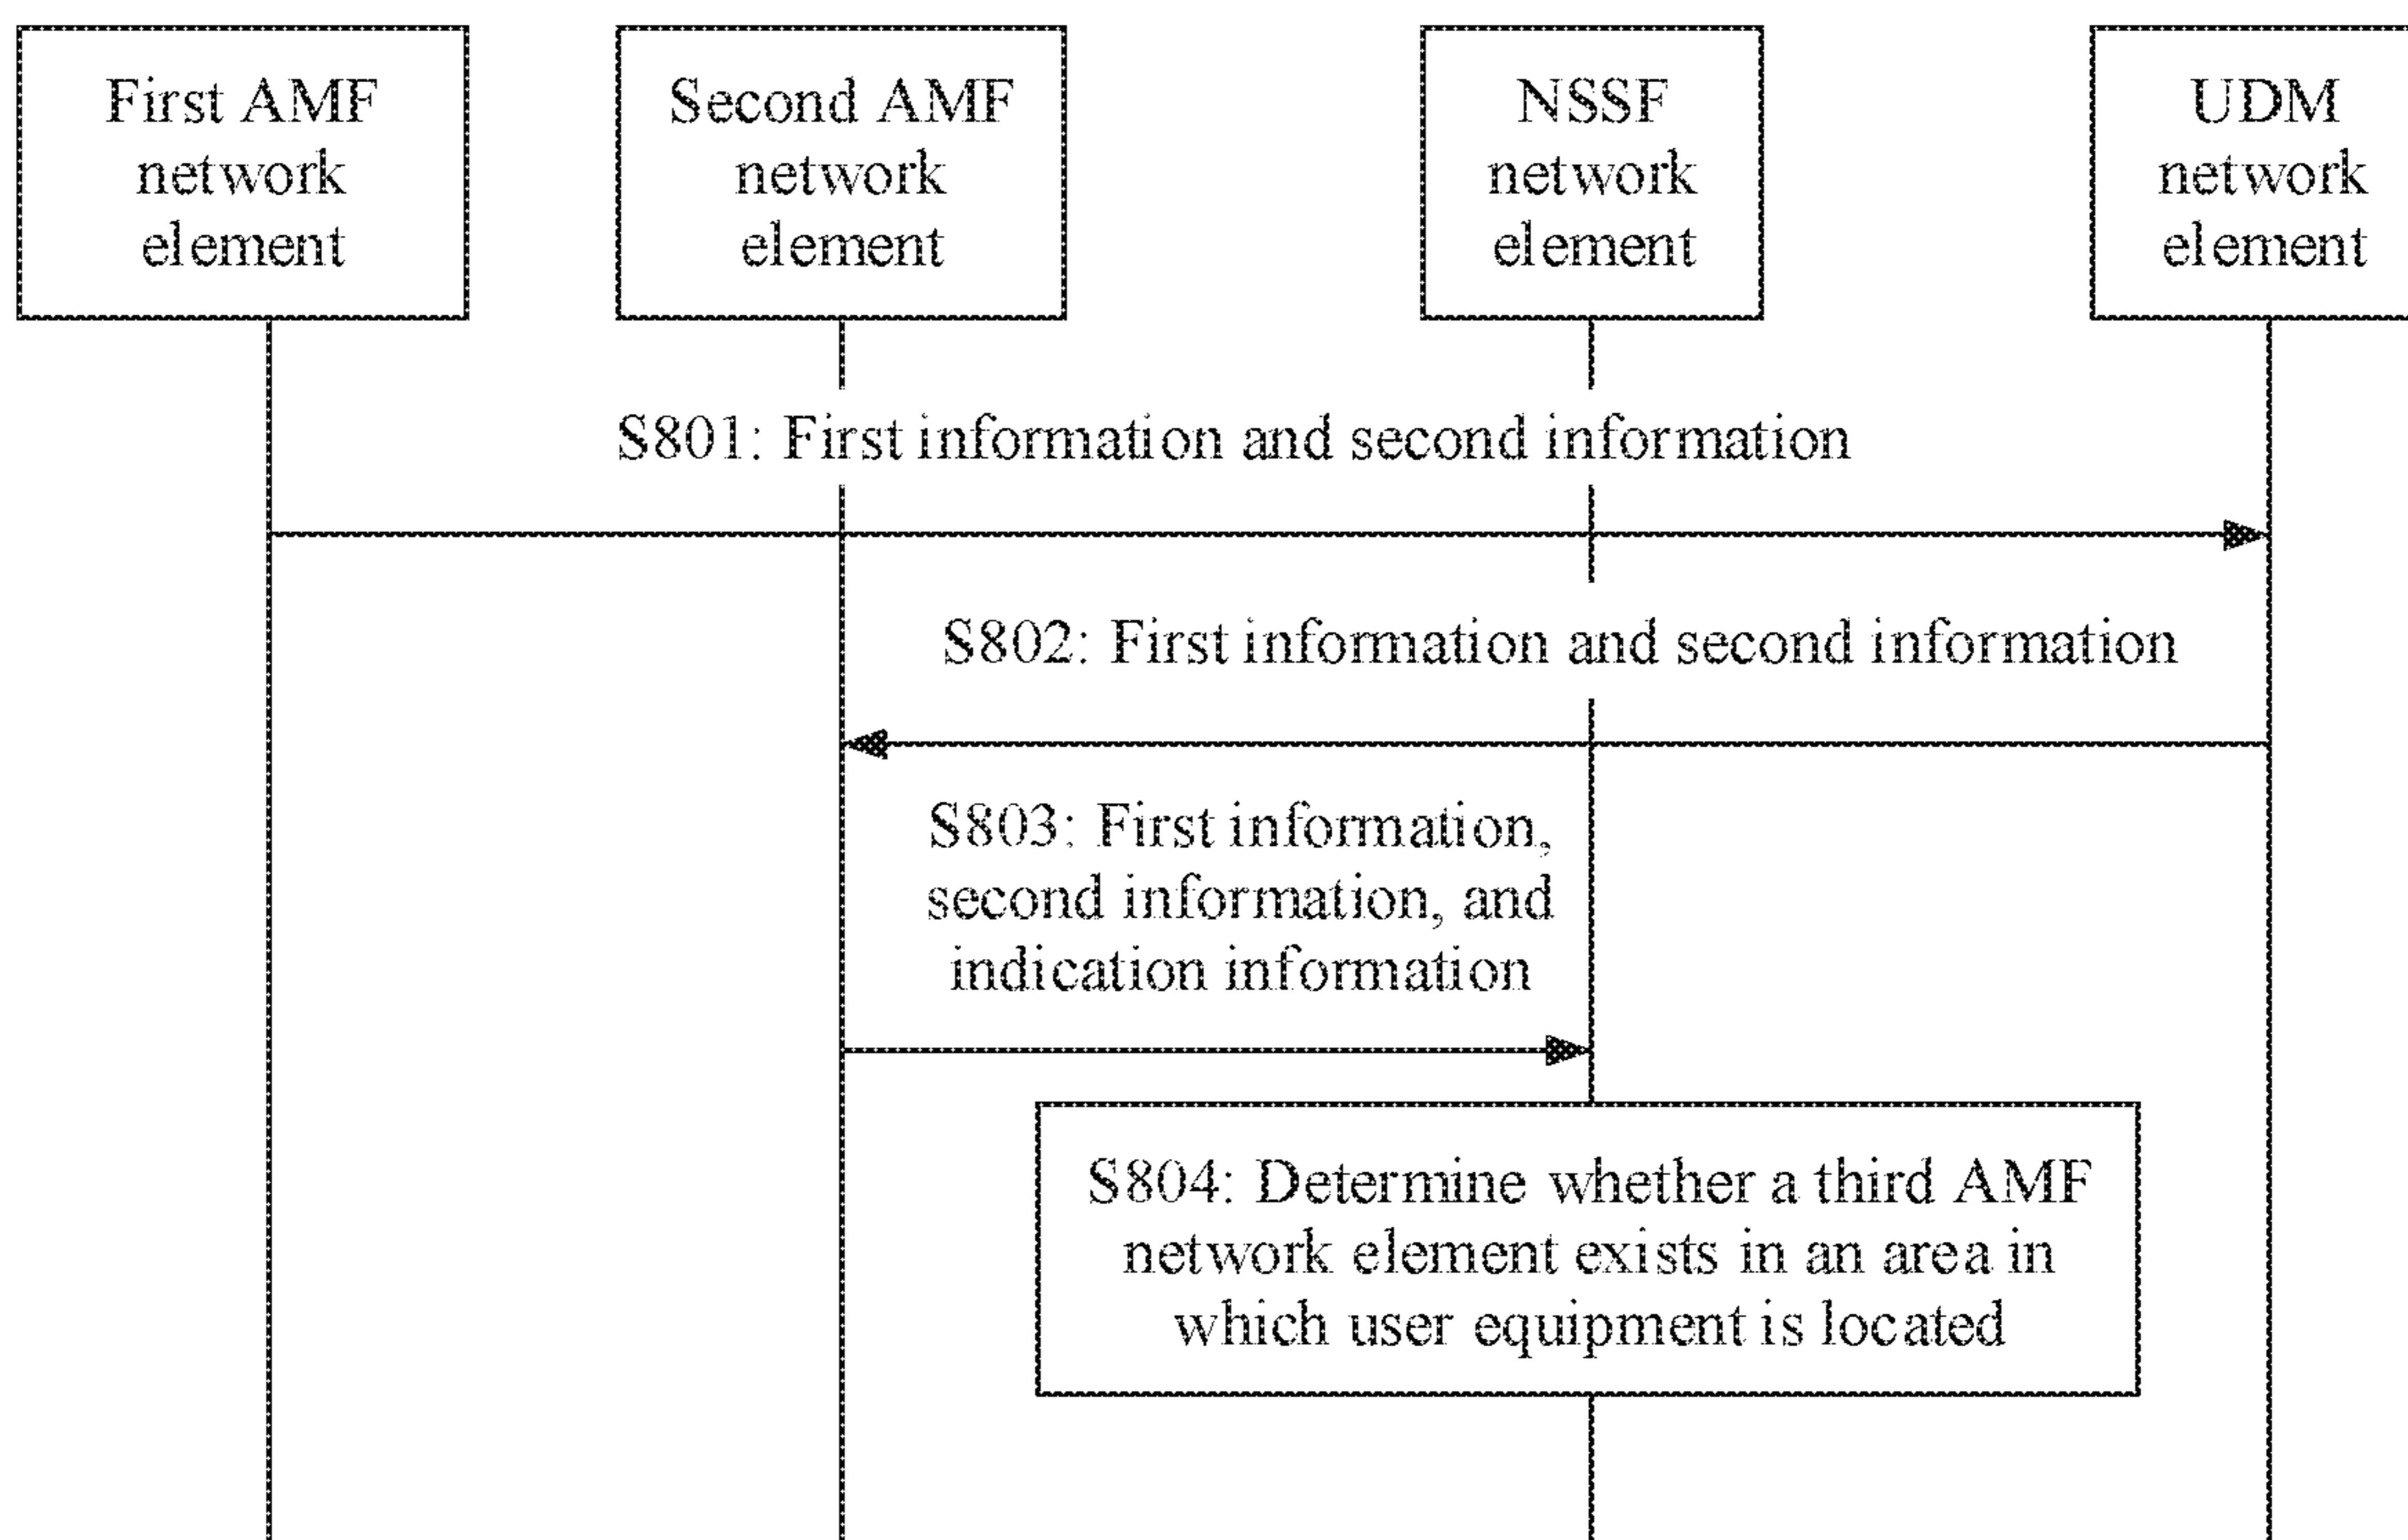 First AMF
network
element
Second AMF
network
element
NSSF
network
element
UDM
network
element
S801: First information and second information
S802: First information and second information
S803: First information,
second information, and
indication information
S804: Determine whether a third AMF
network element exists in an area in
which user equipment is located